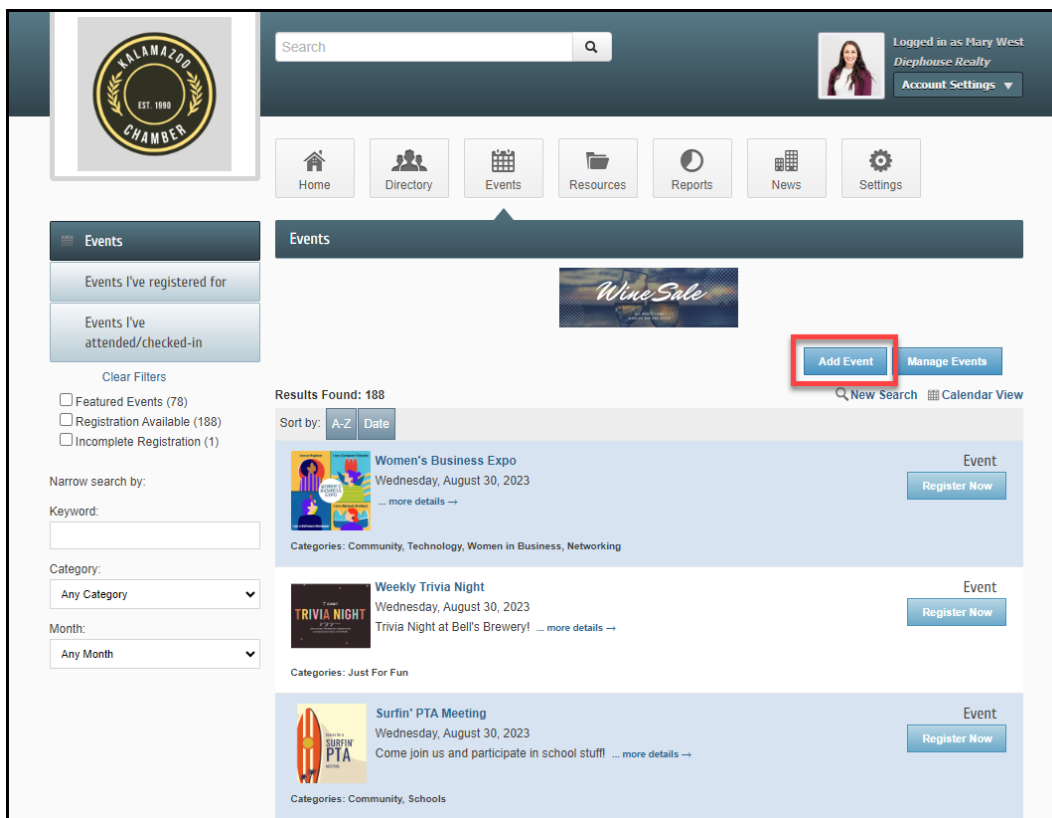 KALAMAZOO
EST. 1990
CHAMBER
Search
Logged in as Mary West
Diephouse Realty
Account Settings
Home
Directory
Events
Resources
Reports
News
Settings
Events
Events I've registered for
Events I've
attended/checked-in
Clear Filters
Featured Events (78)
Registration Available (188)
Incomplete Registration (1)
Narrow search by:
Keyword:
Category:
Any Category
Month:
Any Month
Events
Wine Sale
Add Event
Manage Events
Results Found: 188
New Search
Calendar View
Sort by: A-Z Date
WOMEN'S
BUSINESS
EXPO
Women's Business Expo
Wednesday, August 30, 2023
... more details →
Event
Register Now
Categories: Community, Technology, Women in Business, Networking
TRIVIA NIGHT
Weekly Trivia Night
Wednesday, August 30, 2023
Trivia Night at Bell's Brewery! ... more details →
Event
Register Now
Categories: Just For Fun
SURFIN'
PTA
MEETING
Surfin' PTA Meeting
Wednesday, August 30, 2023
Come join us and participate in school stuff! ... more details →
Event
Register Now
Categories: Community, Schools